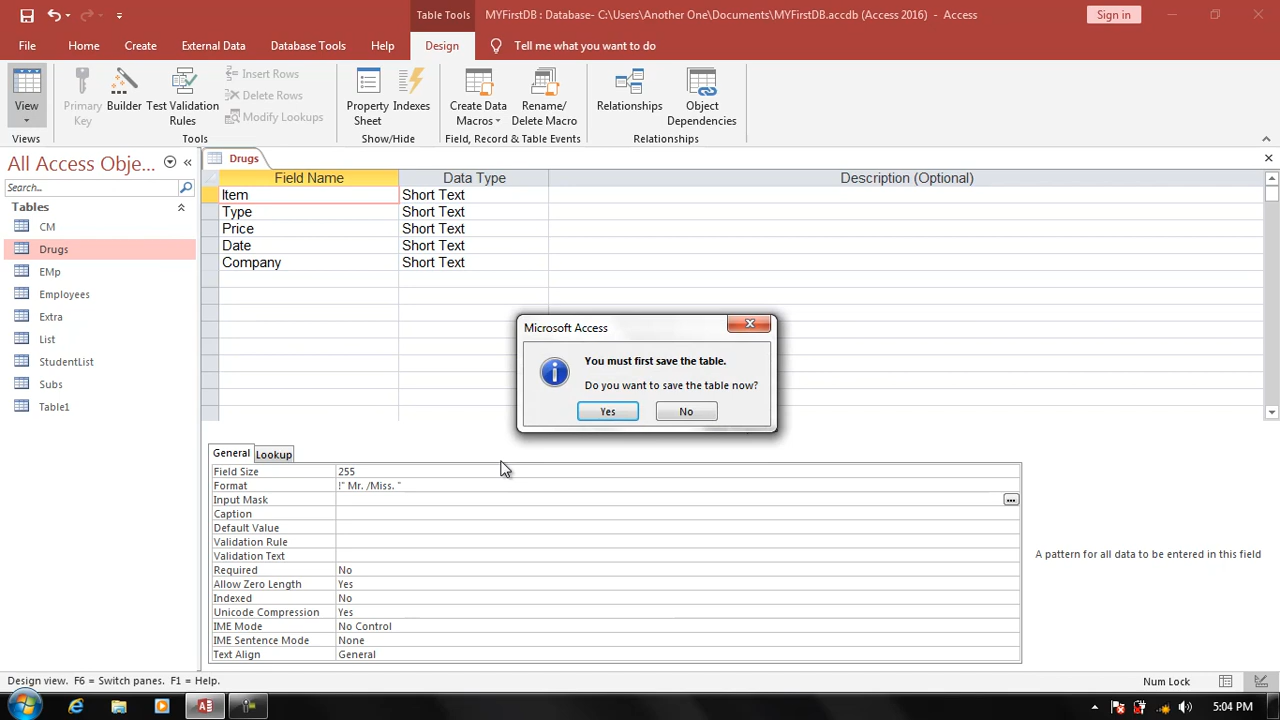 Table Tools
MYFirstDB : Database- C:\Users\Another One\Documents\MYFirstDB.accdb (Access 2016) - Access
Sign in
File
Home
Create
External Data
Database Tools
Help
Design
Tell me what you want to do
View
Primary Key
Builder
Test Validation Rules
Insert Rows
Delete Rows
Modify Lookups
Property Sheet
Indexes
Create Data Macros
Rename/ Delete Macro
Relationships
Object Dependencies
Views
Tools
Show/Hide
Field, Record & Table Events
Relationships
All Access Obje...
Search...
Tables
CM
Drugs
EMp
Employees
Extra
List
StudentList
Subs
Table1
Drugs
Field Name Data Type Description (Optional)
Item Short Text
Type Short Text
Price Short Text
Date Short Text
Company Short Text
Microsoft Access
You must first save the table.
Do you want to save the table now?
Yes No
General Lookup
Field Size 255
Format !" Mr. /Miss. "
Input Mask
Caption
Default Value
Validation Rule
Validation Text
Required No
Allow Zero Length Yes
Indexed No
Unicode Compression Yes
IME Mode No Control
IME Sentence Mode None
Text Align General
A pattern for all data to be entered in this field
Design view. F6 = Switch panes. F1 = Help.
Num Lock
5:04 PM